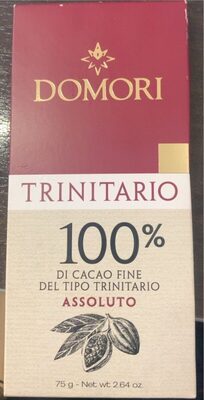 DOMORI
TRINITARIO
100%
DI CACAO FINE
DEL TIPO TRINITARIO
ASSOLUTO
75 g - Net wt. 2.64 oz.